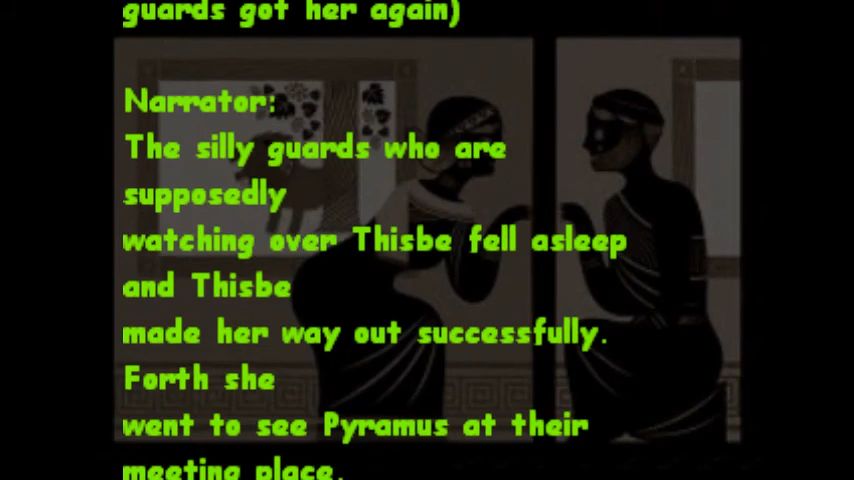 guards got her again)
Narrator:
The silly guards who are
supposedly
watching over Thisbe fell asleep
and Thisbe
made her way out successfully.
Forth she
went to see Pyramus at their
meeting place.